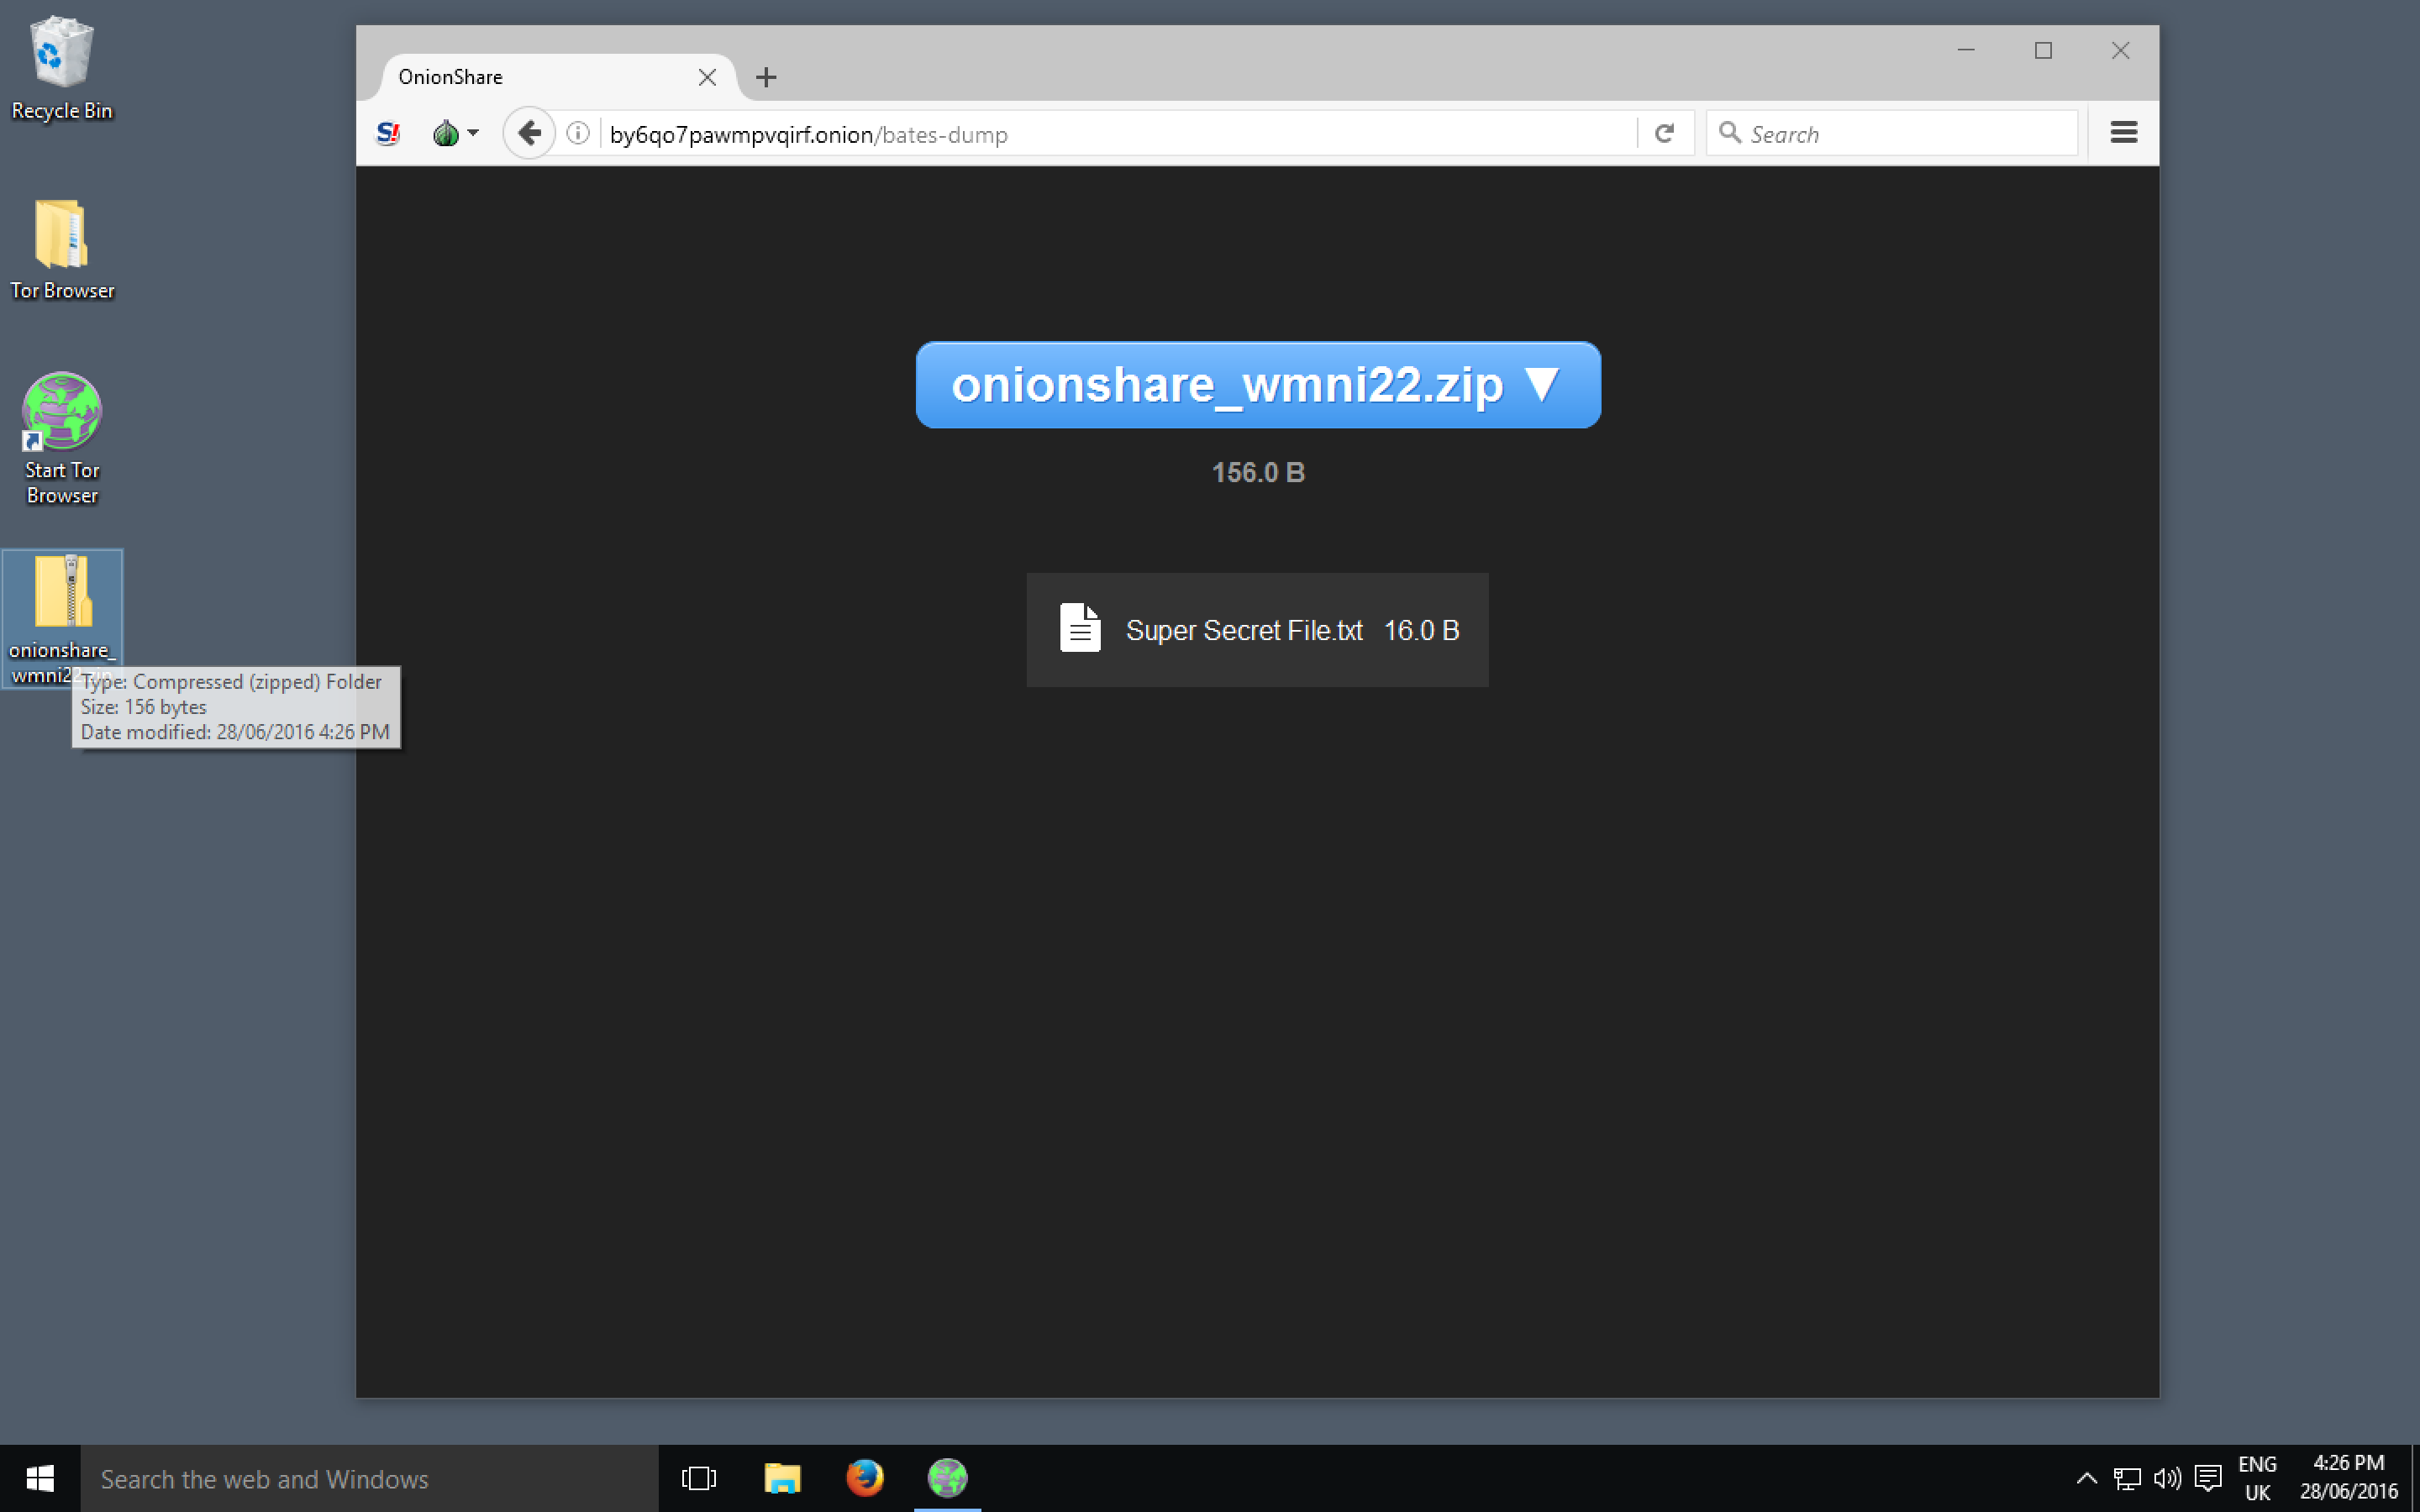 Recycle Bin
Tor Browser
Start Tor
Browser
onionshare_
wmni22.zip
Type: Compressed (zipped) Folder
Size: 156 bytes
Date modified: 28/06/2016 4:26 PM
OnionShare
S!
by6qo7pawmpvqirf.onion/bates-dump
Search
onionshare_wmni22.zip ▼
156.0 B
Super Secret File.txt 16.0 B
Search the web and Windows
ENG
UK
4:26 PM
28/06/2016